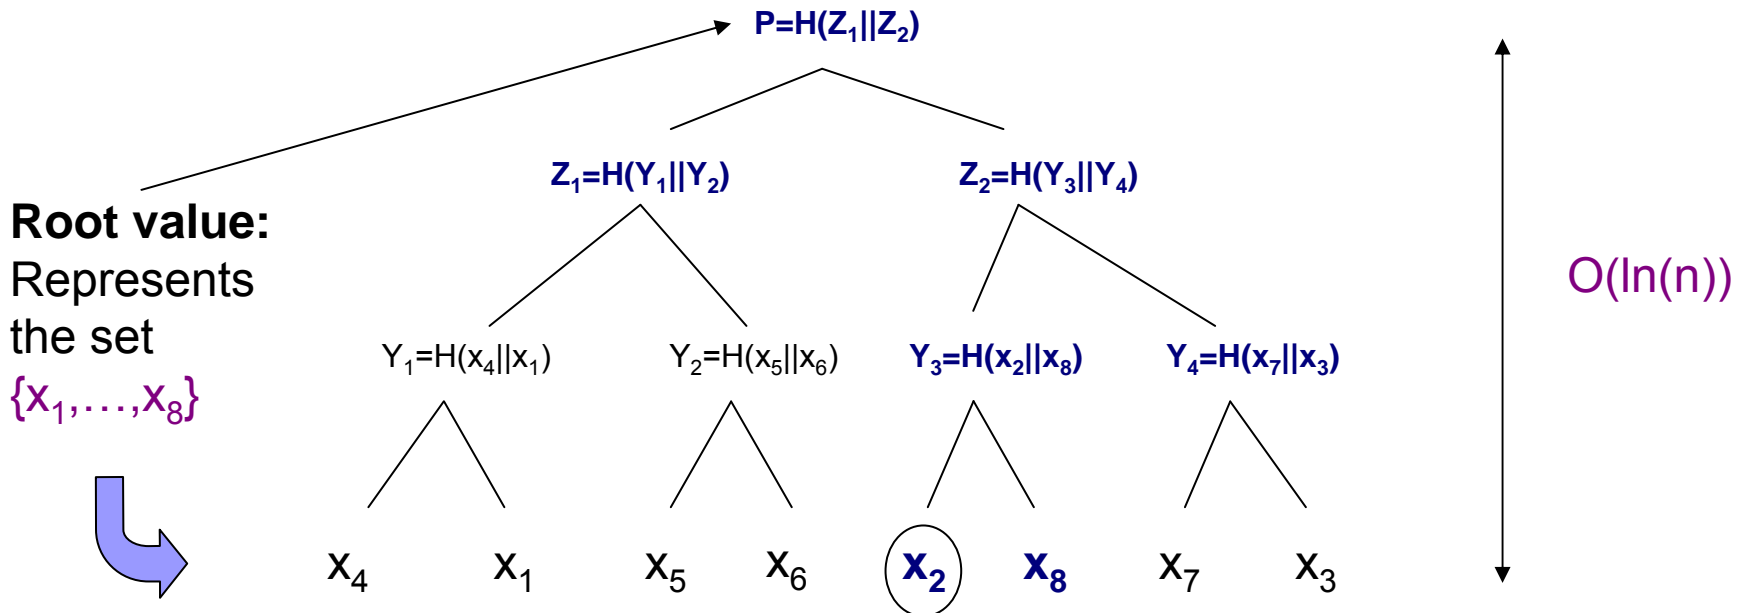 P=H(Z₁||Z₂)
Z₁=H(Y₁||Y₂)
Z₂=H(Y₃||Y₄)
Root value:
Represents
the set
{x₁,…,x₈}
O(ln(n))
Y₁=H(x₄||x₁)
Y₂=H(x₅||x₆)
Y₃=H(x₂||x₈)
Y₄=H(x₇||x₃)
x₄ x₁ x₅ x₆ x₂ x₈ x₇ x₃